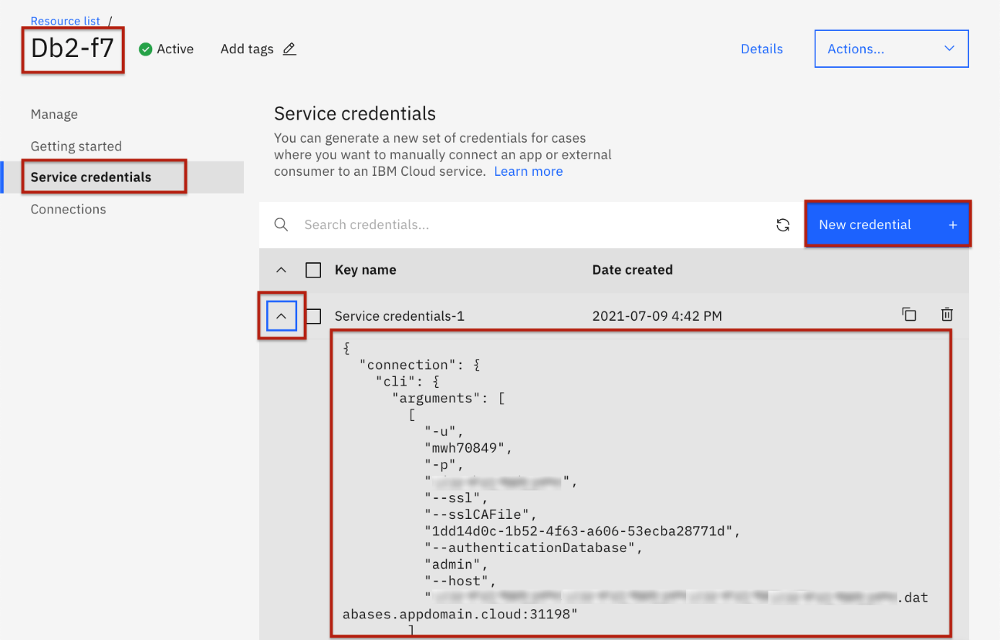 Resource list /
Db2-f7
Active
Add tags
Details
Actions...
Manage
Getting started
Service credentials
Connections
Service credentials
You can generate a new set of credentials for cases
where you want to manually connect an app or external
consumer to an IBM Cloud service. Learn more
Search credentials...
New credential +
Key name Date created
Service credentials-1 2021-07-09 4:42 PM
{
"connection": {
"cli": {
"arguments": [
[
"-u",
"mwh70849",
"-p",
" ",
"--ssl",
"--sslCAFile",
"1dd14d0c-1b52-4f63-a606-53ecba28771d",
"--authenticationDatabase",
"admin",
"--host",
" .dat
abases.appdomain.cloud:31198"
]